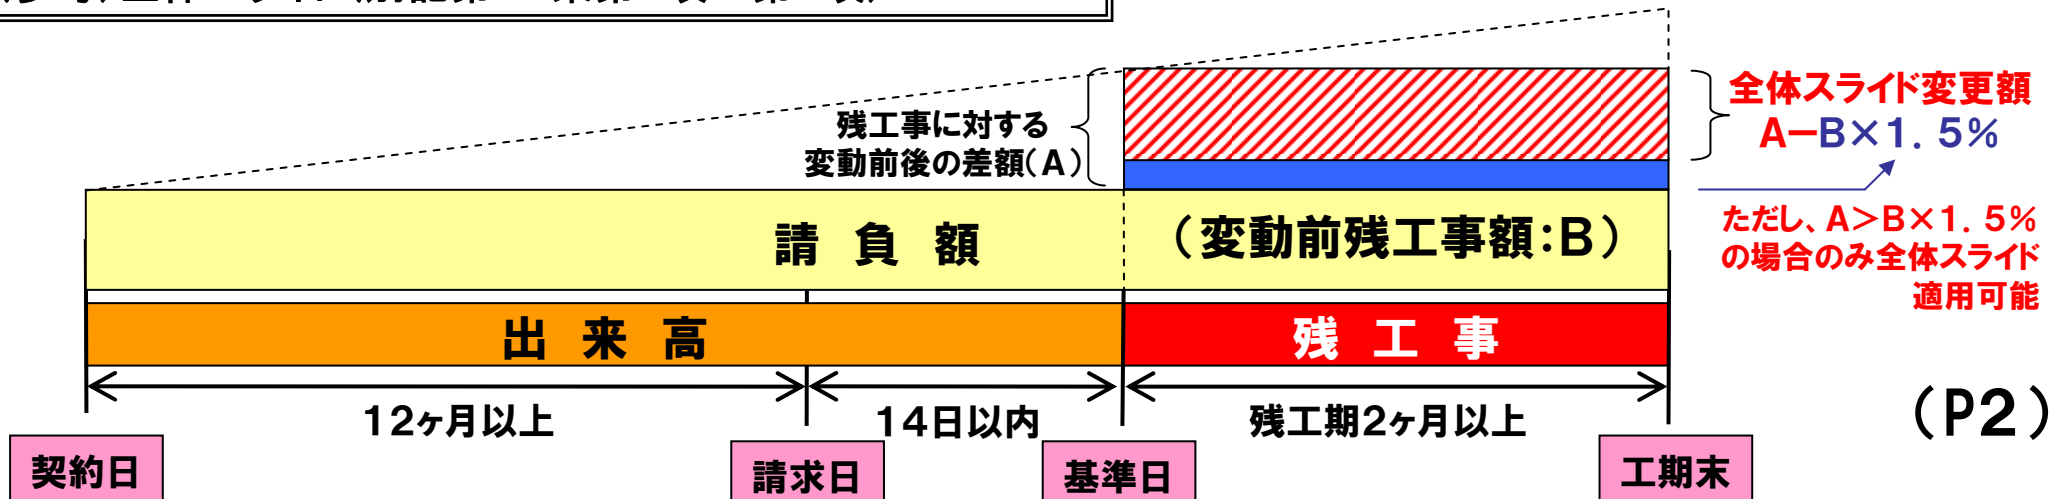 残工事に対する
変動前後の差額(A)
全体スライド変更額
A－B×1.5%
ただし、A＞B×1.5%
の場合のみ全体スライド
適用可能
請負額
(変動前残工事額:B)
出来高
残工事
12ヶ月以上
14日以内
残工期2ヶ月以上
(P2)
契約日
請求日
基準日
工期末